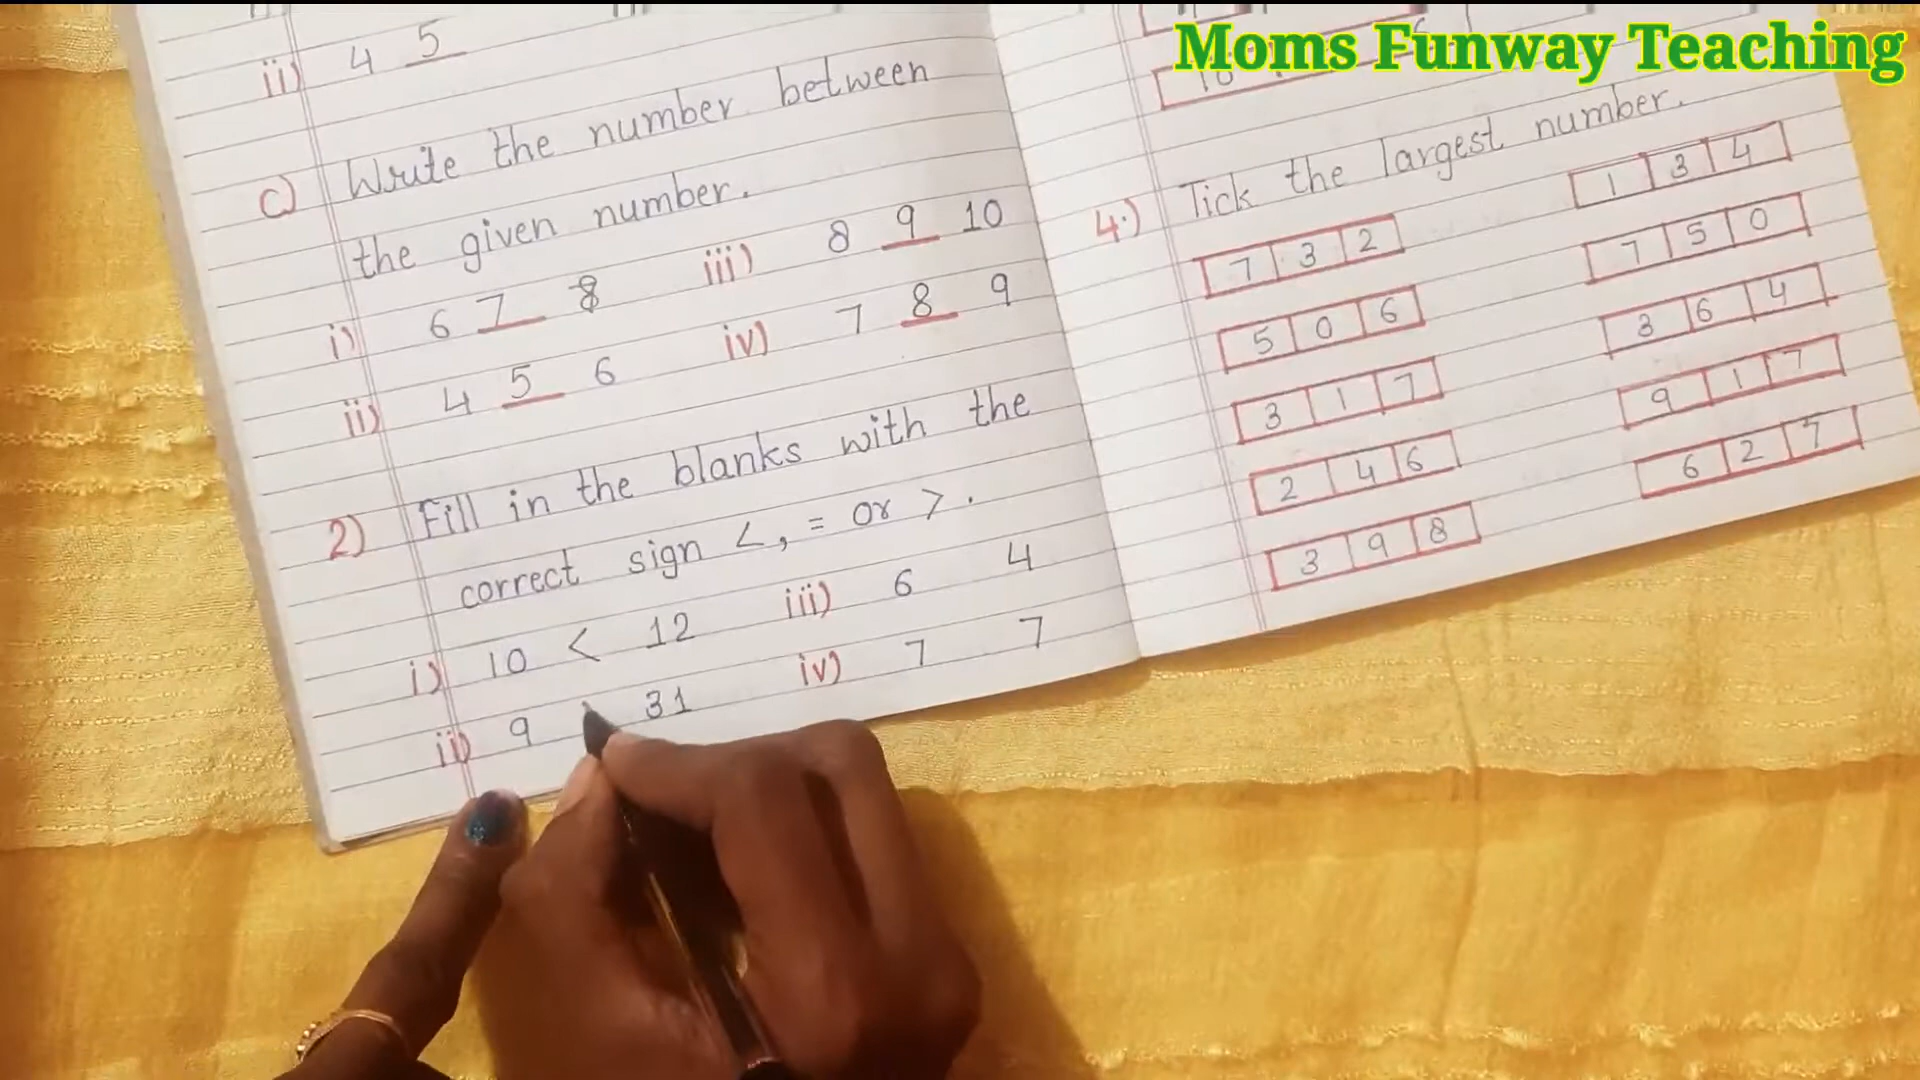 Moms Funway Teaching
ii) 4 5
c) Write the number between
the given number.
i) 6 7 8 iii) 8 9 10
ii) 4 5 6 iv) 7 8 9
2) Fill in the blanks with the
correct sign <, = or >.
i) 10 < 12 iii) 6 4
ii) 9 31 iv) 7 7
10
4.) Tick the largest number.
7 3 2 1 3 4
5 0 6 7 5 0
3 1 7 3 6 4
2 4 6 9 1 7
3 9 8 6 2 7